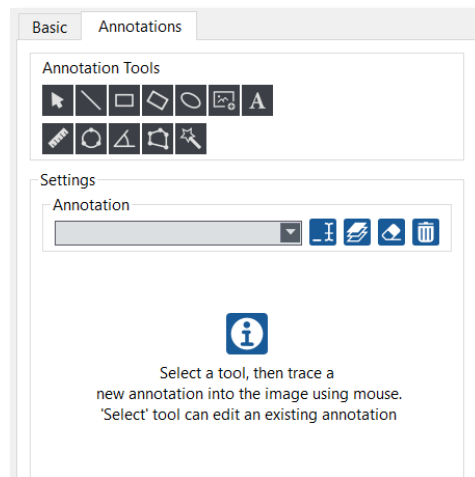 Basic Annotations
Annotation Tools
A
Settings
Annotation
Select a tool, then trace a
new annotation into the image using mouse.
'Select' tool can edit an existing annotation